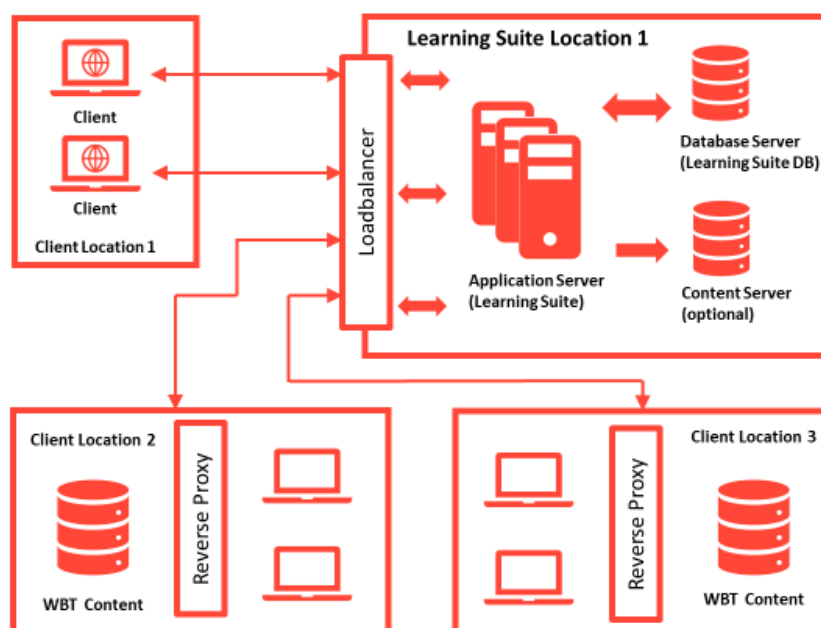 Learning Suite Location 1
Client
Client
Client Location 1
Loadbalancer
Database Server
(Learning Suite DB)
Application Server
(Learning Suite)
Content Server
(optional)
Client Location 2
Reverse Proxy
WBT Content
Client Location 3
Reverse Proxy
WBT Content